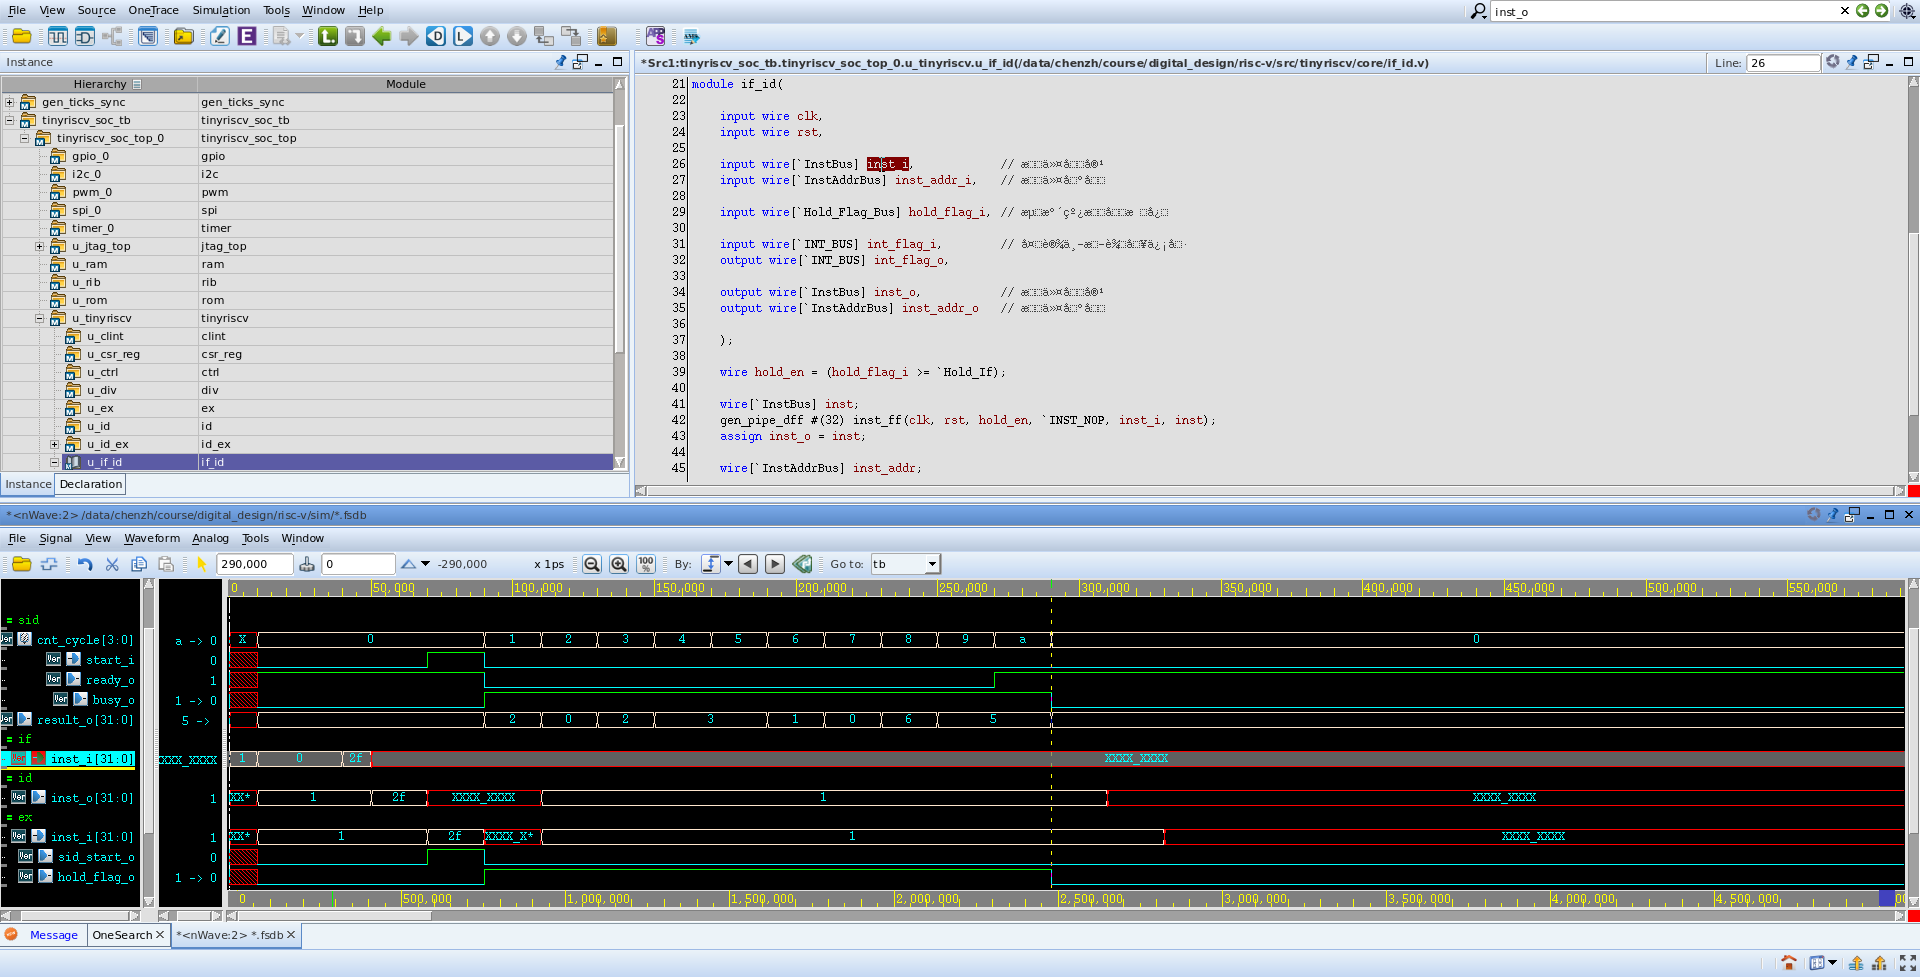 File View Source OneTrace Simulation Tools Window Help
inst_o
Instance
Hierarchy Module
gen_ticks_sync gen_ticks_sync
tinyriscv_soc_tb tinyriscv_soc_tb
tinyriscv_soc_top_0 tinyriscv_soc_top
gpio_0 gpio
i2c_0 i2c
pwm_0 pwm
spi_0 spi
timer_0 timer
u_jtag_top jtag_top
u_ram ram
u_rib rib
u_rom rom
u_tinyriscv tinyriscv
u_clint clint
u_csr_reg csr_reg
u_ctrl ctrl
u_div div
u_ex ex
u_id id
u_id_ex id_ex
u_if_id if_id
Instance Declaration
*Src1:tinyriscv_soc_tb.tinyriscv_soc_top_0.u_tinyriscv.u_if_id(/data/chenzh/course/digital_design/risc-v/src/tinyriscv/core/if_id.v)
Line: 26
21 module if_id(
22
23 input wire clk,
24 input wire rst,
25
26 input wire[`InstBus] inst_i, //
27 input wire[`InstAddrBus] inst_addr_i, //
28
29 input wire[`Hold_Flag_Bus] hold_flag_i, //
30
31 input wire[`INT_BUS] int_flag_i, //
32 output wire[`INT_BUS] int_flag_o,
33
34 output wire[`InstBus] inst_o, //
35 output wire[`InstAddrBus] inst_addr_o //
36
37 );
38
39 wire hold_en = (hold_flag_i >= `Hold_If);
40
41 wire[`InstBus] inst;
42 gen_pipe_dff #(32) inst_ff(clk, rst, hold_en, `INST_NOP, inst_i, inst);
43 assign inst_o = inst;
44
45 wire[`InstAddrBus] inst_addr;
*<nWave:2> /data/chenzh/course/digital_design/risc-v/sim/*.fsdb
File Signal View Waveform Analog Tools Window
290,000 0 -290,000 x 1ps 100 % By: Go to: tb
0 50,000 100,000 150,000 200,000 250,000 300,000 350,000 400,000 450,000 500,000 550,000
= sid
cnt_cycle[3:0] a -> 0 X 0 1 2 3 4 5 6 7 8 9 a 0
start_i 0
ready_o 1
busy_o 1 -> 0
result_o[31:0] 5 -> 2 0 2 3 1 0 6 5
= if
inst_i[31:0] XXX_XXXX 1 0 2f XXXX_XXXX
= id
inst_o[31:0] 1 XX* 1 2f XXXX_XXXX 1 XXXX_XXXX
= ex
inst_i[31:0] 1 XX* 1 2f XXXX_X* 1 XXXX_XXXX
sid_start_o 0
hold_flag_o 1 -> 0
0 500,000 1,000,000 1,500,000 2,000,000 2,500,000 3,000,000 3,500,000 4,000,000 4,500,000
Message OneSearch *<nWave:2> *.fsdb